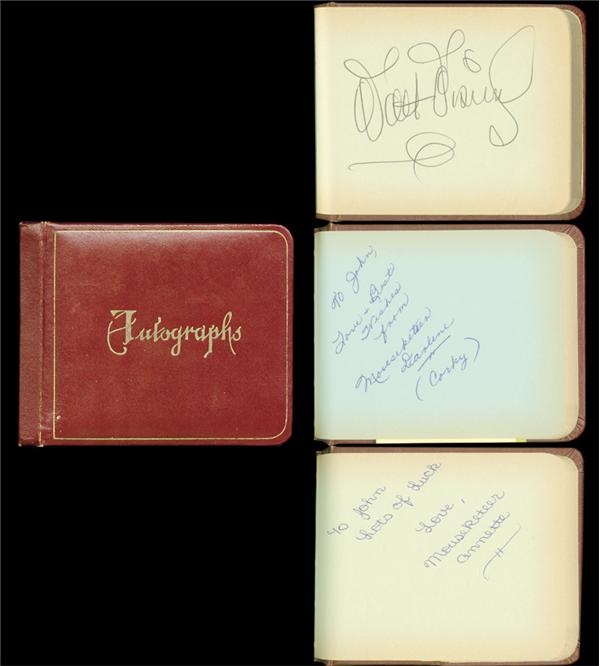 Autographs
Walt Disney
To John,
Love + Best
Wishes
from
Mouseketeer
Darlene
(Corky)
To John
Lots of Luck
Love,
Mouseketeer
Annette